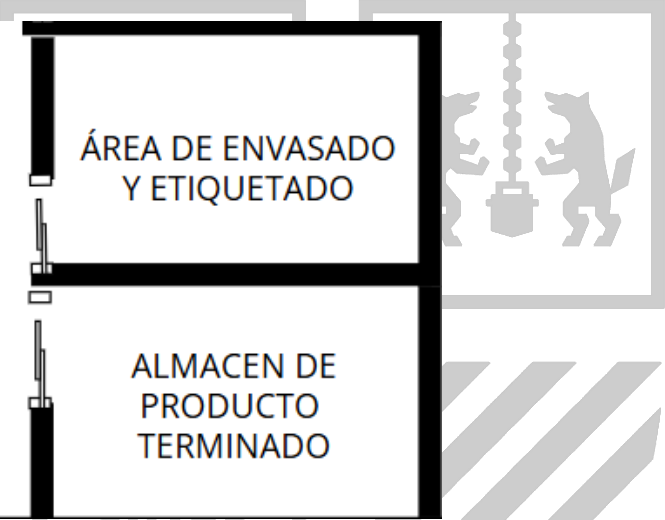 ÁREA DE ENVASADO
Y ETIQUETADO
ALMACEN DE
PRODUCTO
TERMINADO